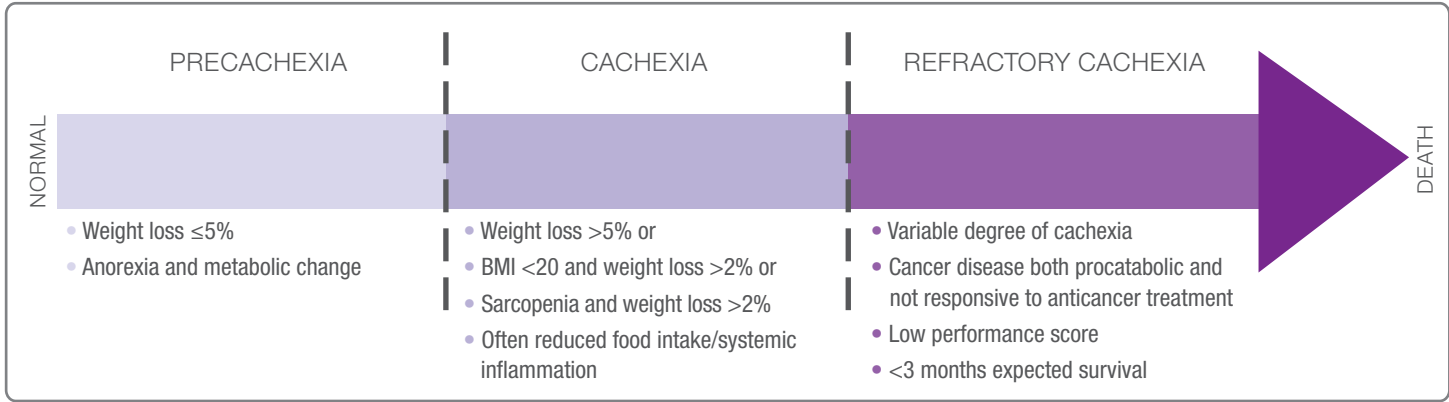 NORMAL
PRECACHEXIA
• Weight loss ≤5%
• Anorexia and metabolic change
CACHEXIA
• Weight loss >5% or
• BMI <20 and weight loss >2% or
• Sarcopenia and weight loss >2%
• Often reduced food intake/systemic
inflammation
REFRACTORY CACHEXIA
• Variable degree of cachexia
• Cancer disease both procatabolic and
not responsive to anticancer treatment
• Low performance score
• <3 months expected survival
DEATH